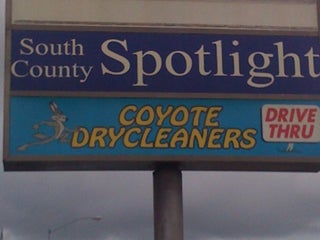 South
County
Spotlight
COYOTE
DRYCLEANERS
DRIVE
THRU